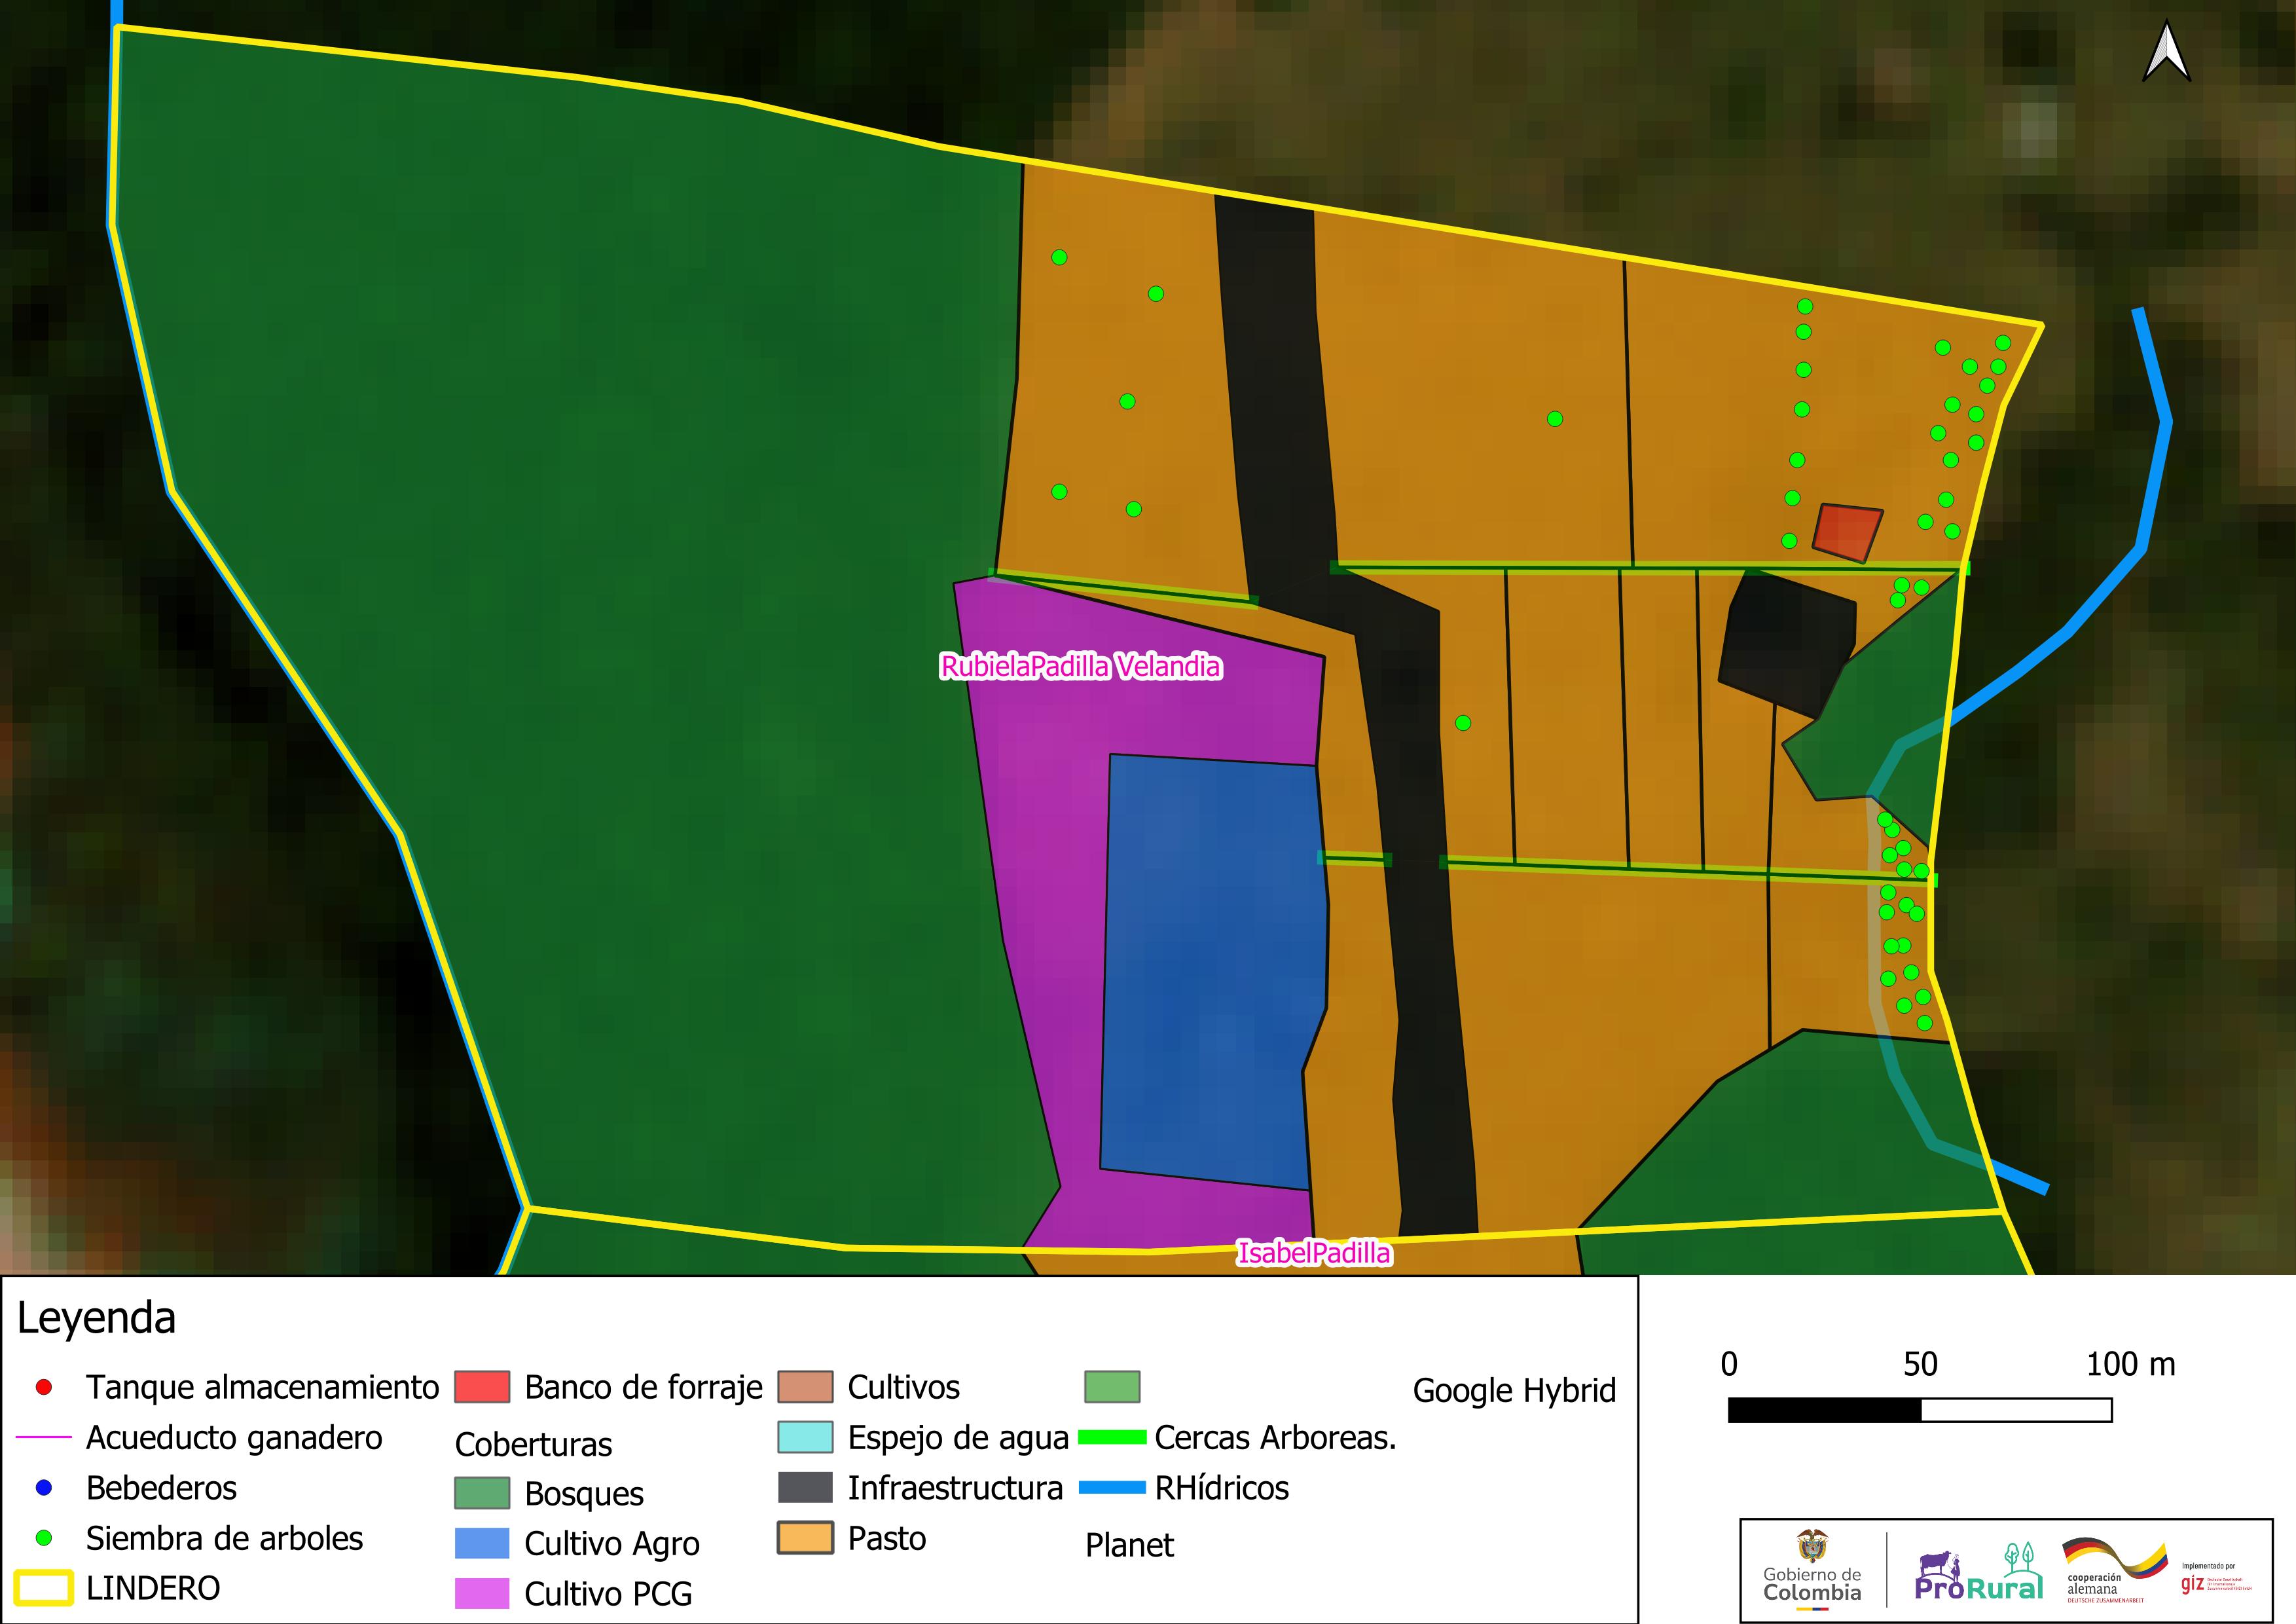 RubielaPadilla Velandia
IsabelPadilla
Leyenda
Tanque almacenamiento
Acueducto ganadero
Bebederos
Siembra de arboles
LINDERO
Banco de forraje
Coberturas
Bosques
Cultivo Agro
Cultivo PCG
Cultivos
Espejo de agua
Infraestructura
Pasto
Cercas Arboreas.
RHídricos
Planet
Google Hybrid
0 50 100 m
Gobierno de
Colombia
ProRural
cooperación
alemana
DEUTSCHE ZUSAMMENARBEIT
Implementado por
giz